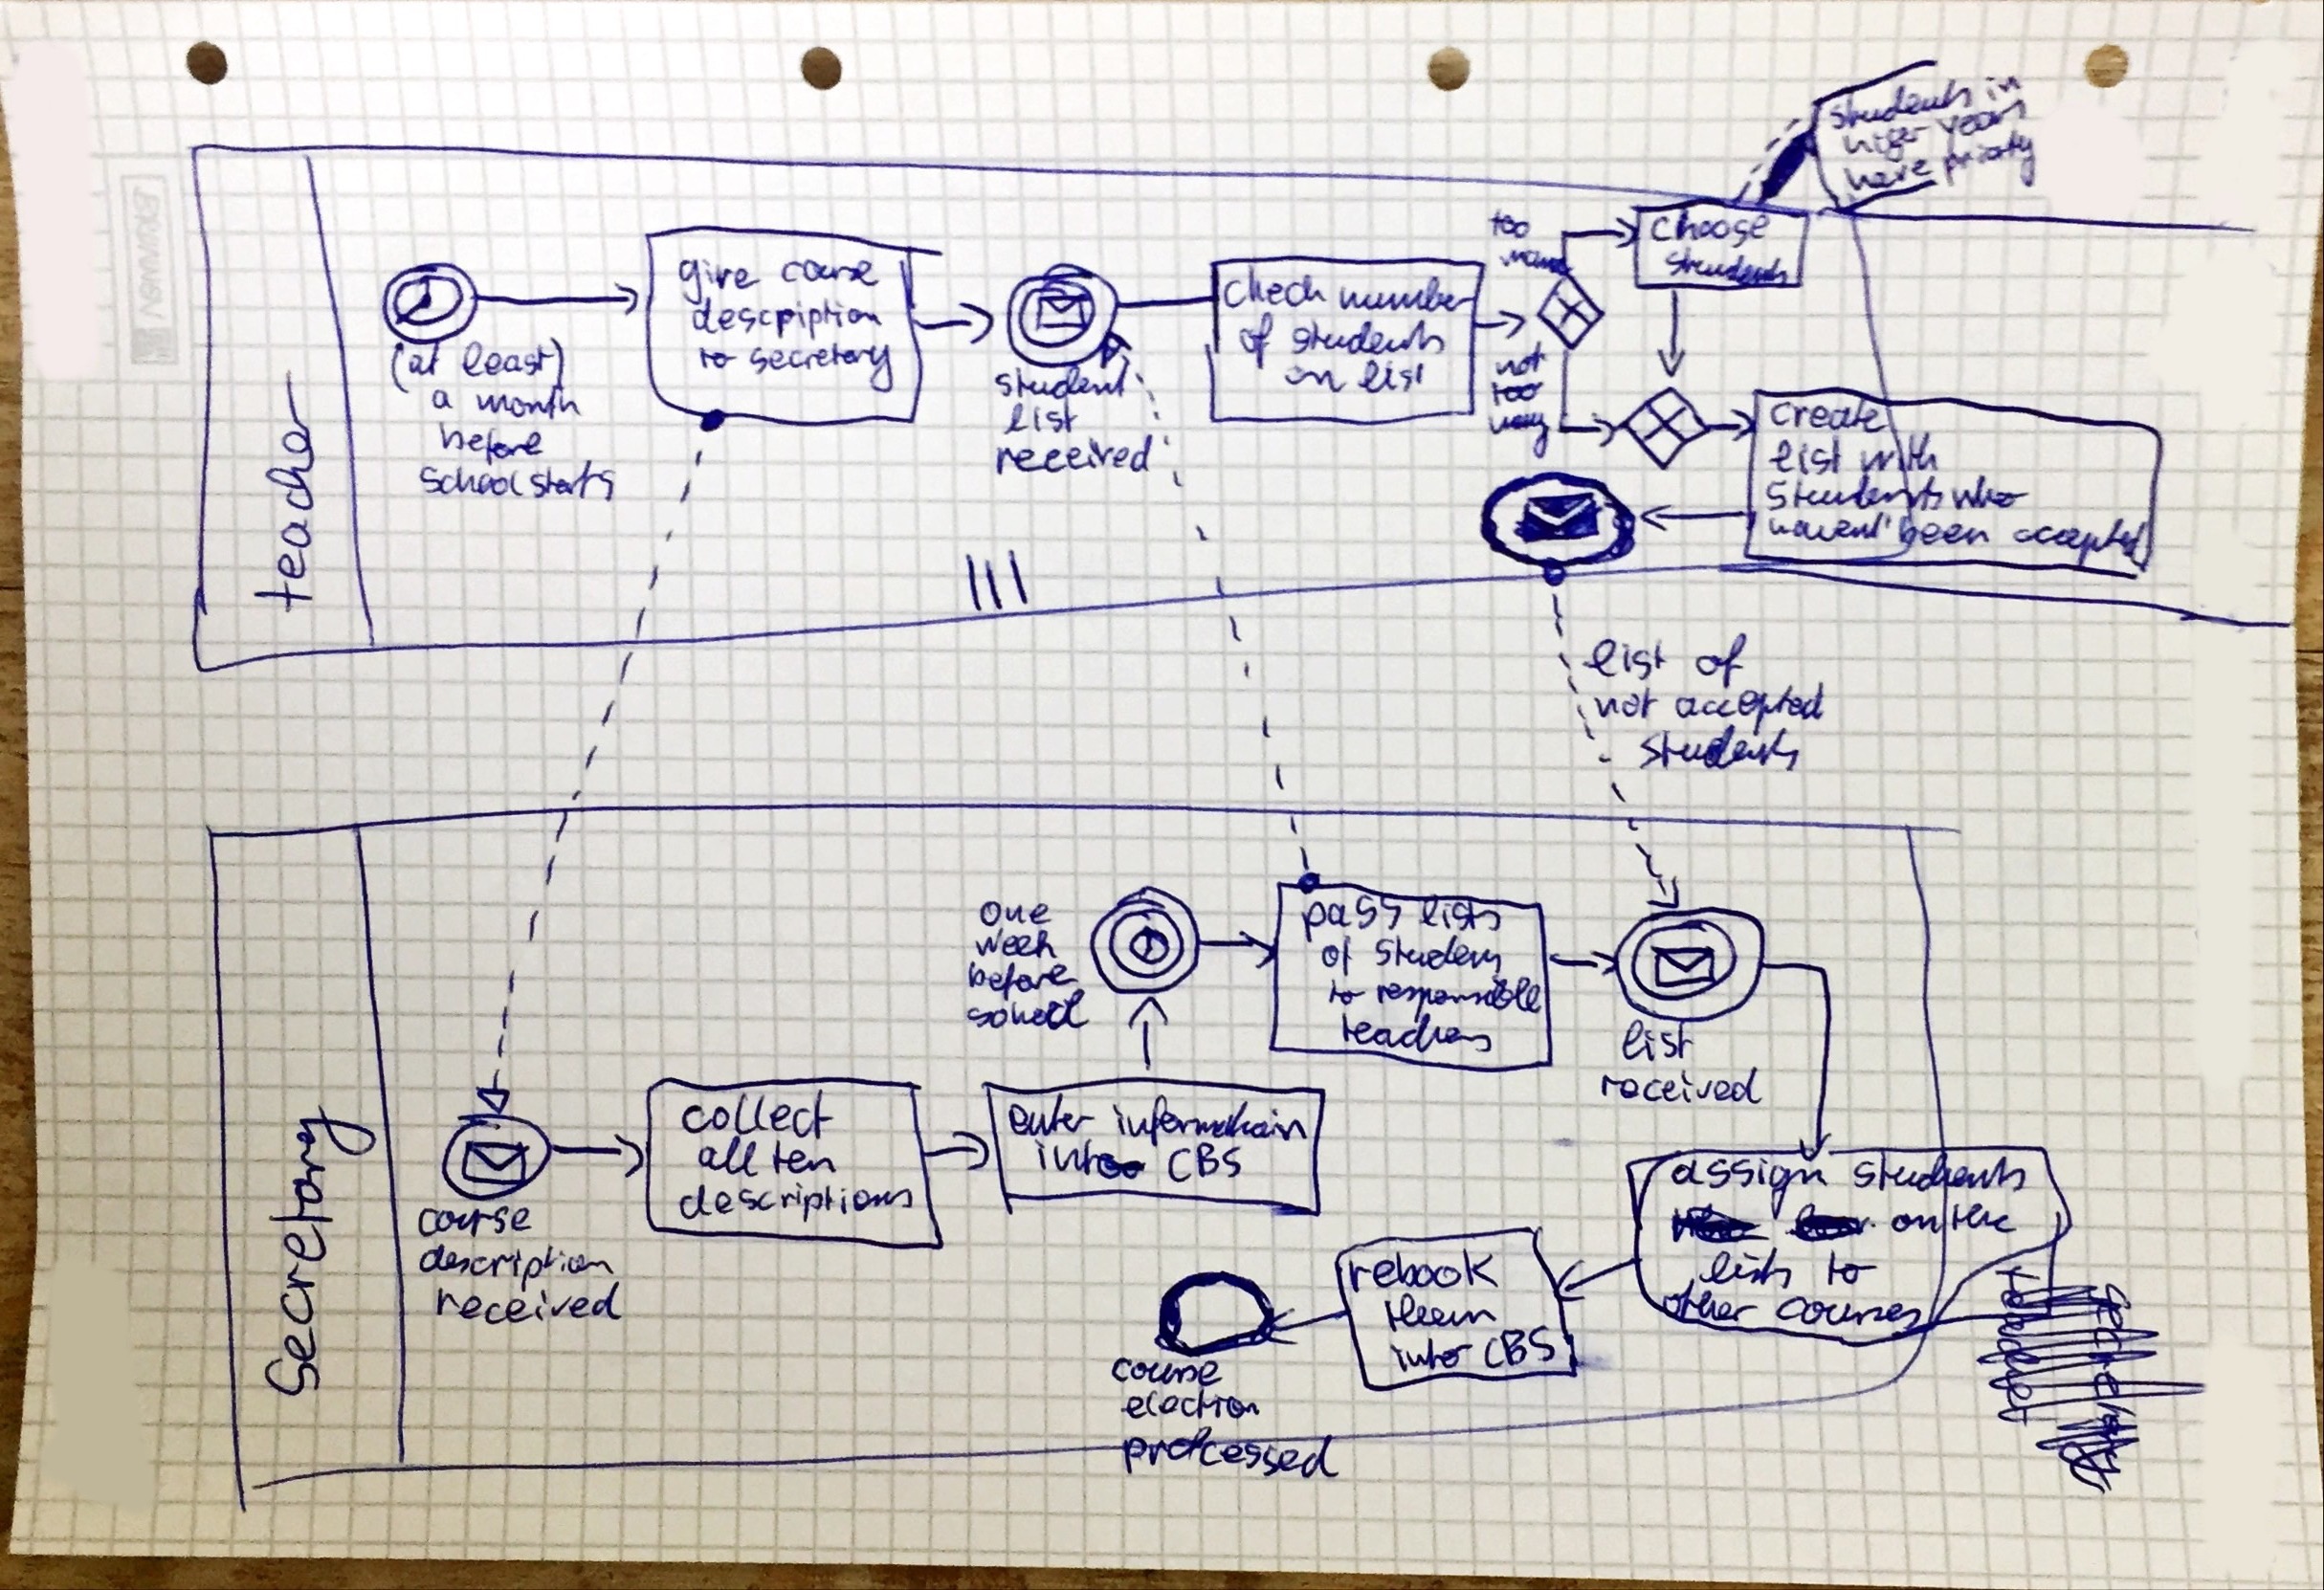 students in
higer years
have priority
BRUNNEN
teacher
(at least)
a month
before
School starts
give course
descpiption
to secretary
student
list
received
check number
of students
on list
too
many
not
too
many
choose
students
create
list with
students who
havent' been accepted
list of
not accepted
students
Secretary
course
description
received
collect
all ten
descriptions
enter information
into CBS
one
week
before
school
pass lists
of students
to responsible
teachers
list
received
assign students
on the
lists to
other courses
rebook
them
into CBS
course
election
processed